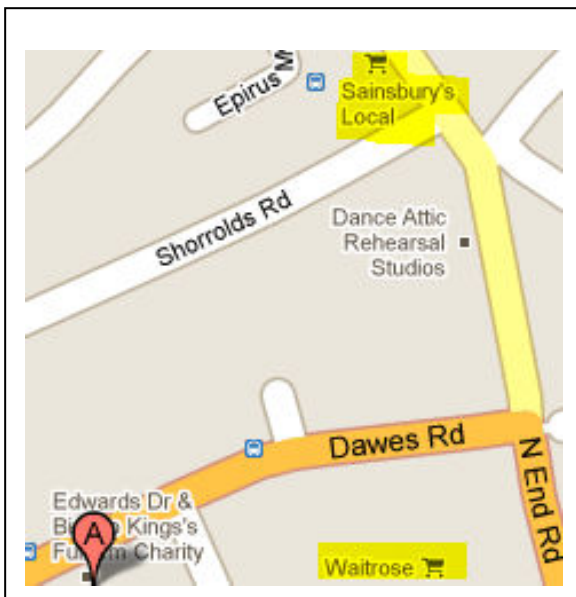 Epirus
Sainsbury's
Local
Shorrolds Rd
Dance Attic
Rehearsal
Studios
Dawes Rd
N End Rd
Edwards Dr &
Kings's
Charity
A
Waitrose